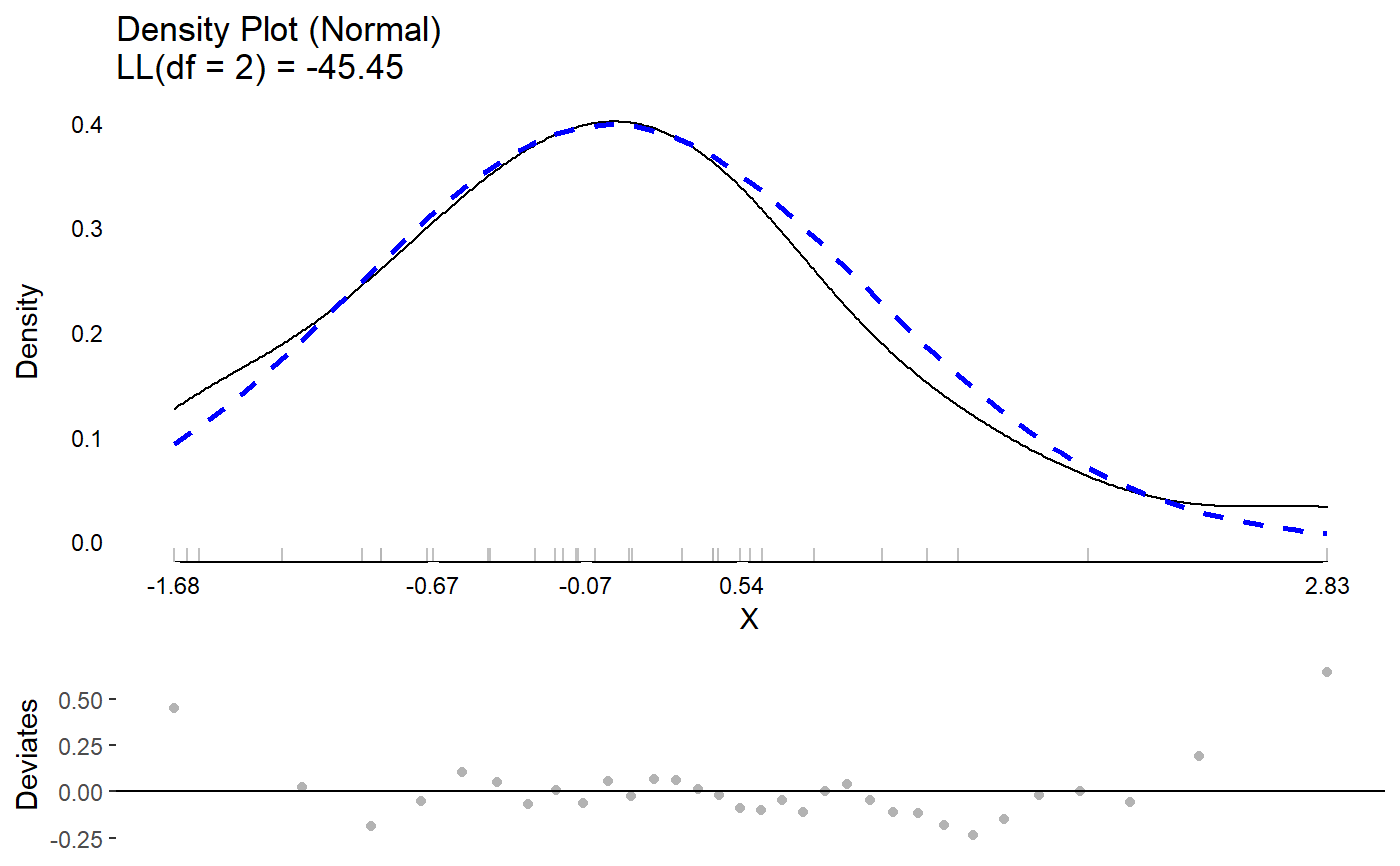 Density Plot (Normal)
LL(df = 2) = -45.45
0.4
0.3
0.2
0.1
0.0
Density
-1.68 -0.67 -0.07 0.54 2.83
X
0.50
0.25
0.00
-0.25
Deviates